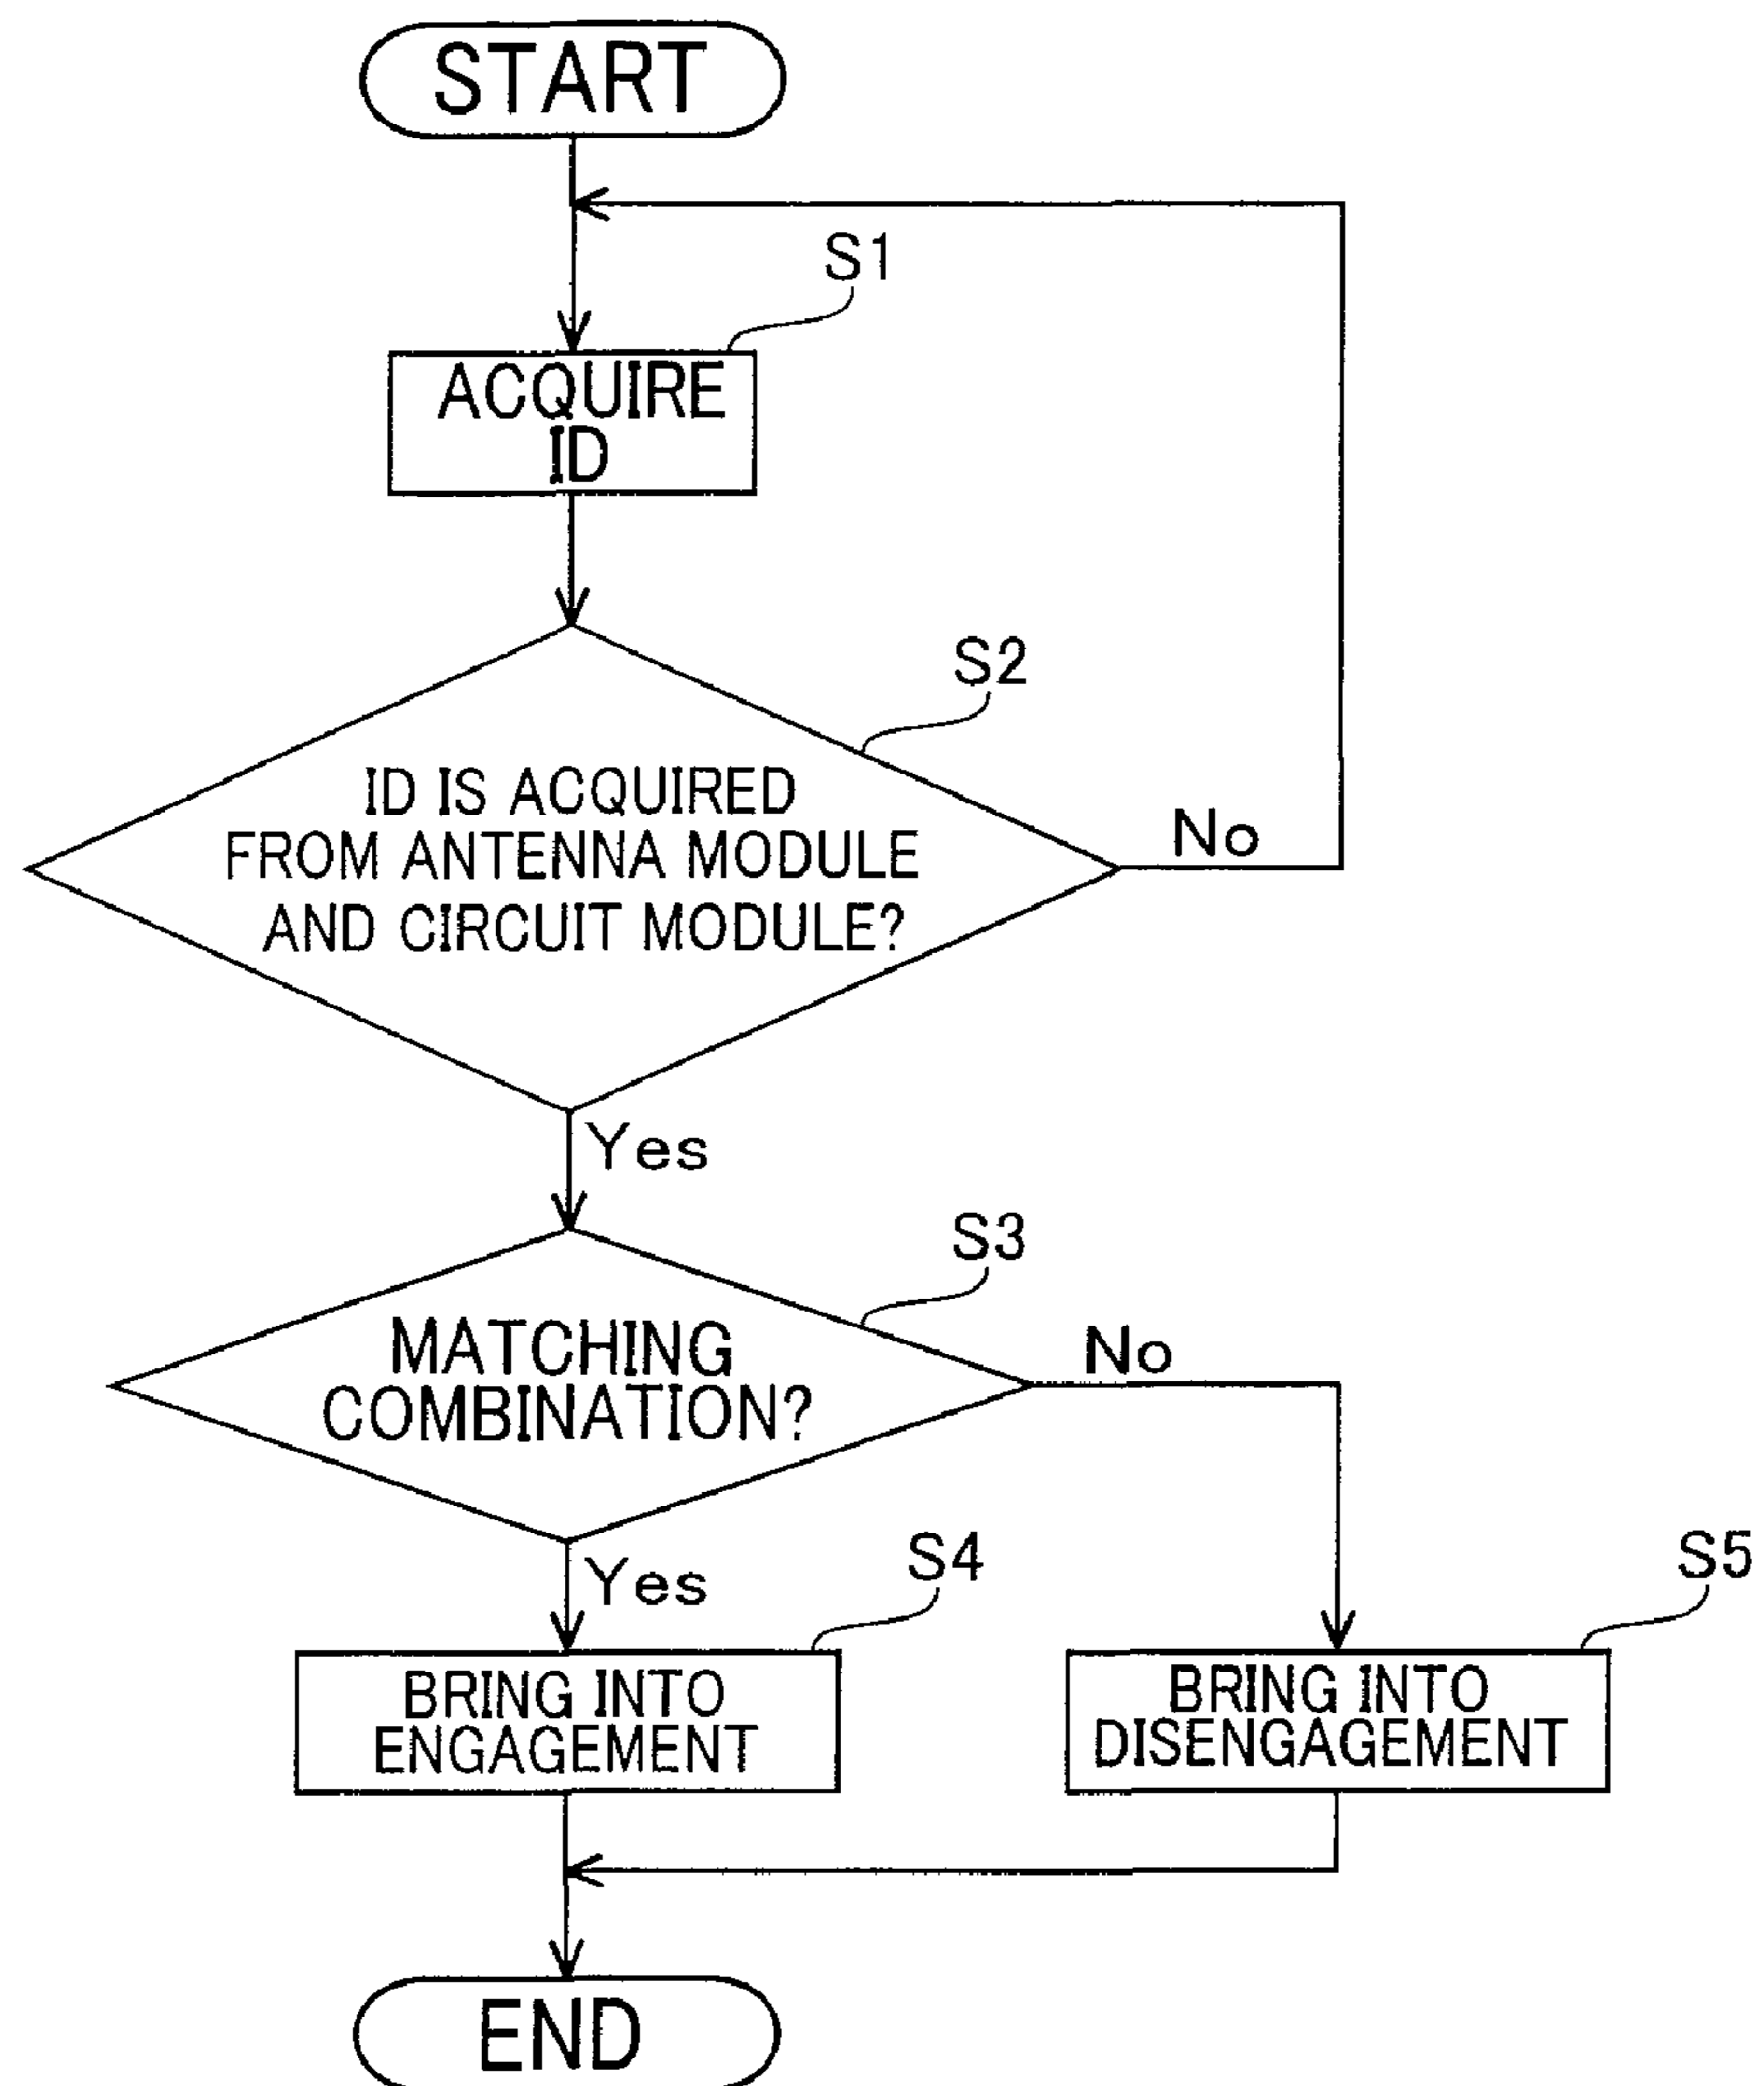 START
S1
ACQUIRE
ID
S2
ID IS ACQUIRED
FROM ANTENNA MODULE
AND CIRCUIT MODULE?
No
Yes
S3
MATCHING
COMBINATION?
No
Yes
S4
S5
BRING INTO
ENGAGEMENT
BRING INTO
DISENGAGEMENT
END